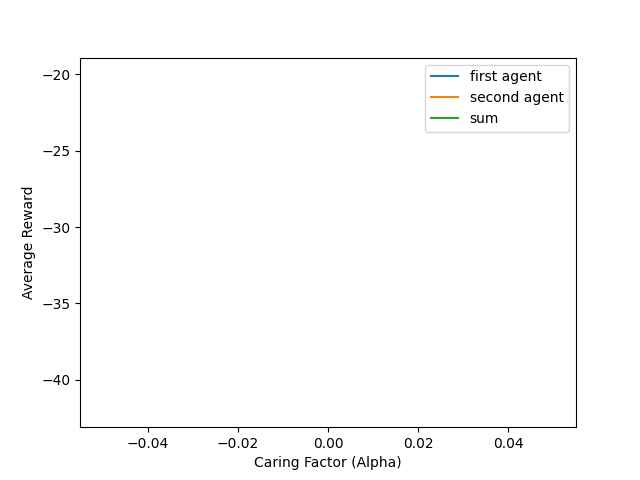 first agent
second agent
sum
−20
−25
−30
−35
−40
Average Reward
−0.04
−0.02
0.00
0.02
0.04
Caring Factor (Alpha)